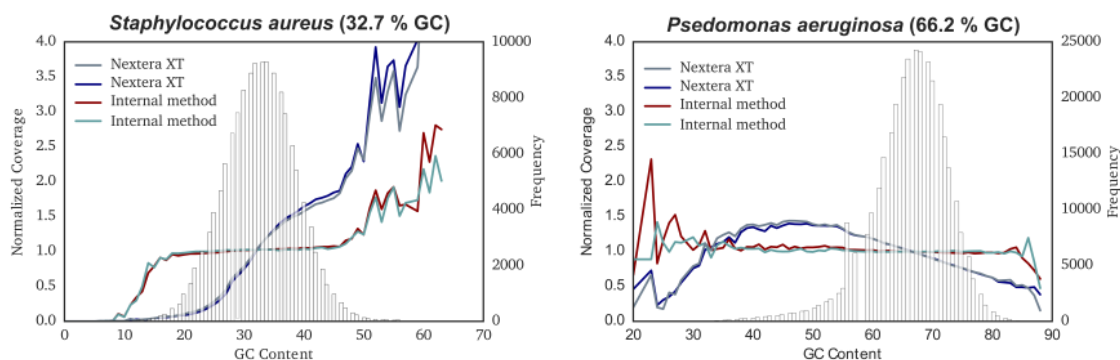 Staphylococcus aureus (32.7 % GC)
4.0
3.5
3.0
2.5
2.0
1.5
1.0
0.5
0.0
Normalized Coverage
Nextera XT
Nextera XT
Internal method
Internal method
10000
8000
6000
4000
2000
0
Frequency
0 10 20 30 40 50 60 70
GC Content
Psedomonas aeruginosa (66.2 % GC)
4.0
3.5
3.0
2.5
2.0
1.5
1.0
0.5
0.0
Normalized Coverage
Nextera XT
Nextera XT
Internal method
Internal method
25000
20000
15000
10000
5000
0
Frequency
20 30 40 50 60 70 80 90
GC Content